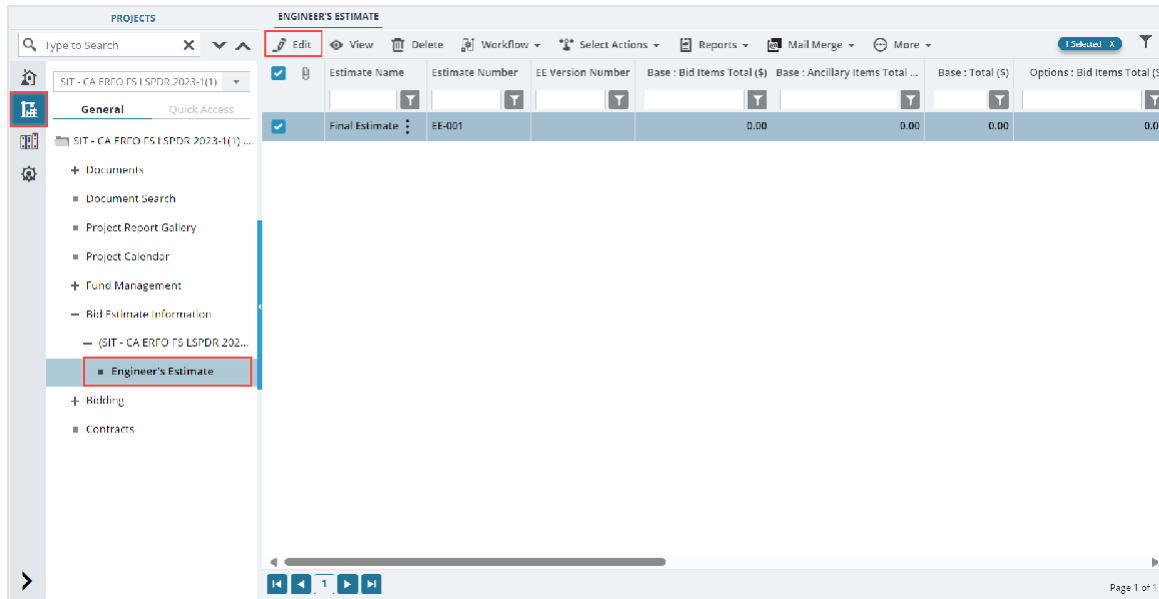 PROJECTS
ENGINEER'S ESTIMATE
Type to Search
Edit View Delete Workflow Select Actions Reports Mail Merge More 1 Selected X
SIT - CA ERFO FS LSPDR 2023-1(1)
Estimate Name Estimate Number EE Version Number Base : Bid Items Total ($) Base : Ancillary Items Total ... Base : Total ($) Options : Bid Items Total ($
General Quick Access
Final Estimate EE-001 0.00 0.00 0.00 0.0
SIT - CA ERFO FS LSPDR 2023-1(1) ...
Documents
Document Search
Project Report Gallery
Project Calendar
Fund Management
Bid Estimate Information
(SIT - CA ERFO FS LSPDR 202...
Engineer's Estimate
Bidding
Contracts
1
Page 1 of 1